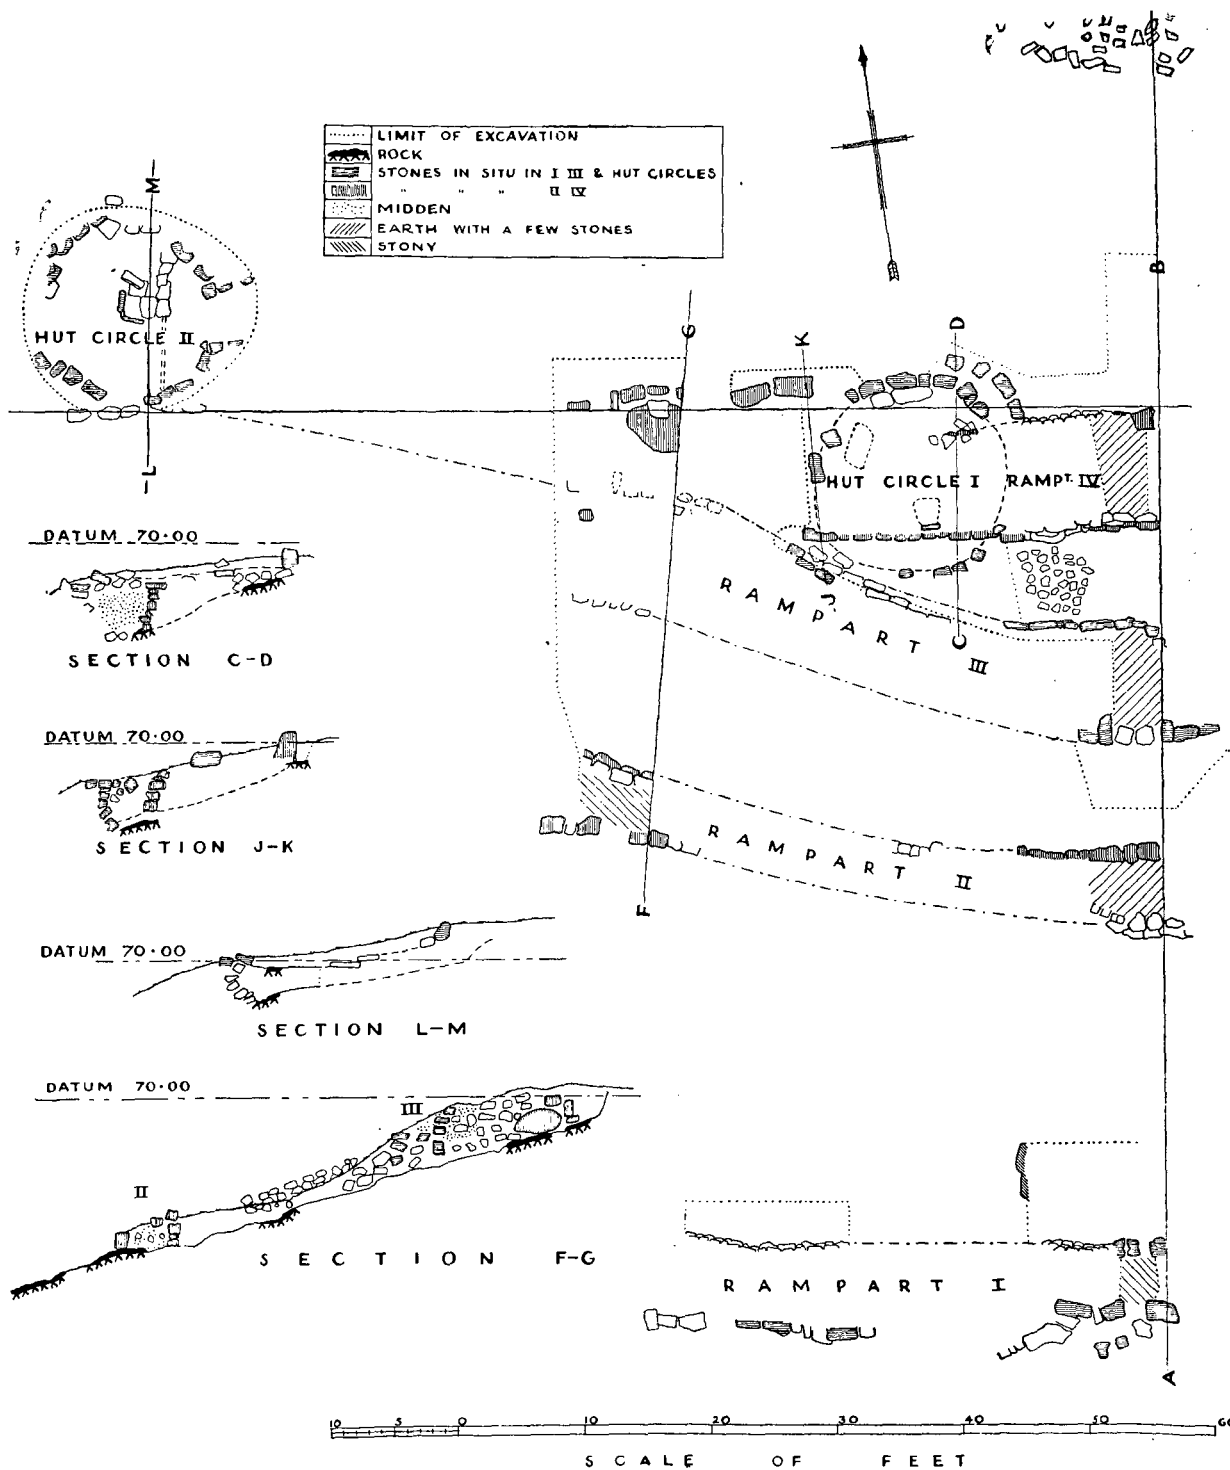 LIMIT OF EXCAVATION
ROCK
STONES IN SITU IN I III & HUT CIRCLES
" " " II IV
MIDDEN
EARTH WITH A FEW STONES
STONY
M
HUT CIRCLE II
L
G
K
D
B
HUT CIRCLE I RAMPT. IV
RAMPART III
J
C
RAMPART II
F
DATUM 70·00
SECTION C-D
DATUM 70·00
SECTION J-K
DATUM 70·00
SECTION L-M
DATUM 70·00
III
II
SECTION F-G
RAMPART I
A
10 5 0 10 20 30 40 50 60
SCALE OF FEET